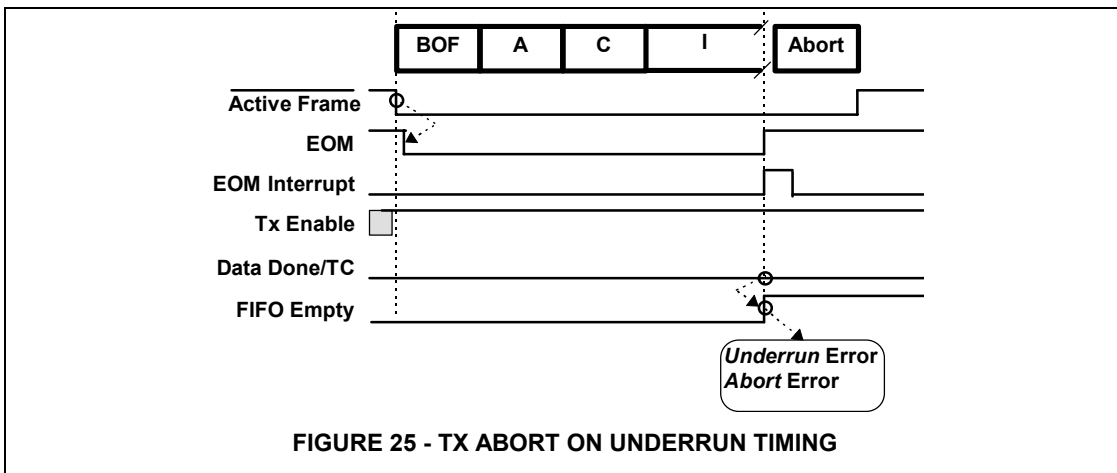 BOF A C I Abort
Active Frame
EOM
EOM Interrupt
Tx Enable
Data Done/TC
FIFO Empty
Underrun Error
Abort Error
FIGURE 25 - TX ABORT ON UNDERRUN TIMING